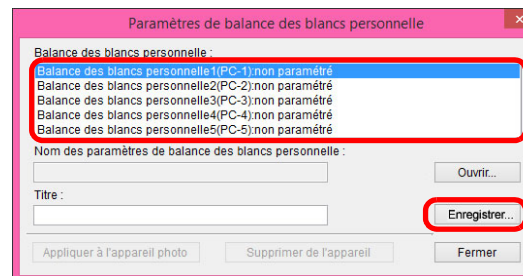 Paramètres de balance des blancs personnelle
Balance des blancs personnelle :
Balance des blancs personnelle1(PC-1):non paramétré
Balance des blancs personnelle2(PC-2):non paramétré
Balance des blancs personnelle3(PC-3):non paramétré
Balance des blancs personnelle4(PC-4):non paramétré
Balance des blancs personnelle5(PC-5):non paramétré
Nom des paramètres de balance des blancs personnelle :
Ouvrir...
Titre :
Enregistrer...
Appliquer à l'appareil photo Supprimer de l'appareil Fermer